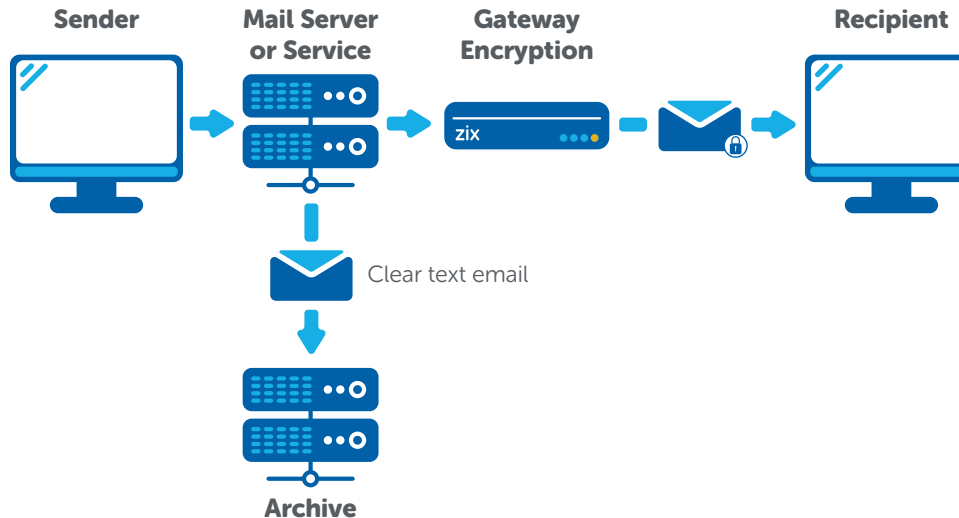 Sender
Mail Server
or Service
Gateway
Encryption
Recipient
zix
Clear text email
Archive